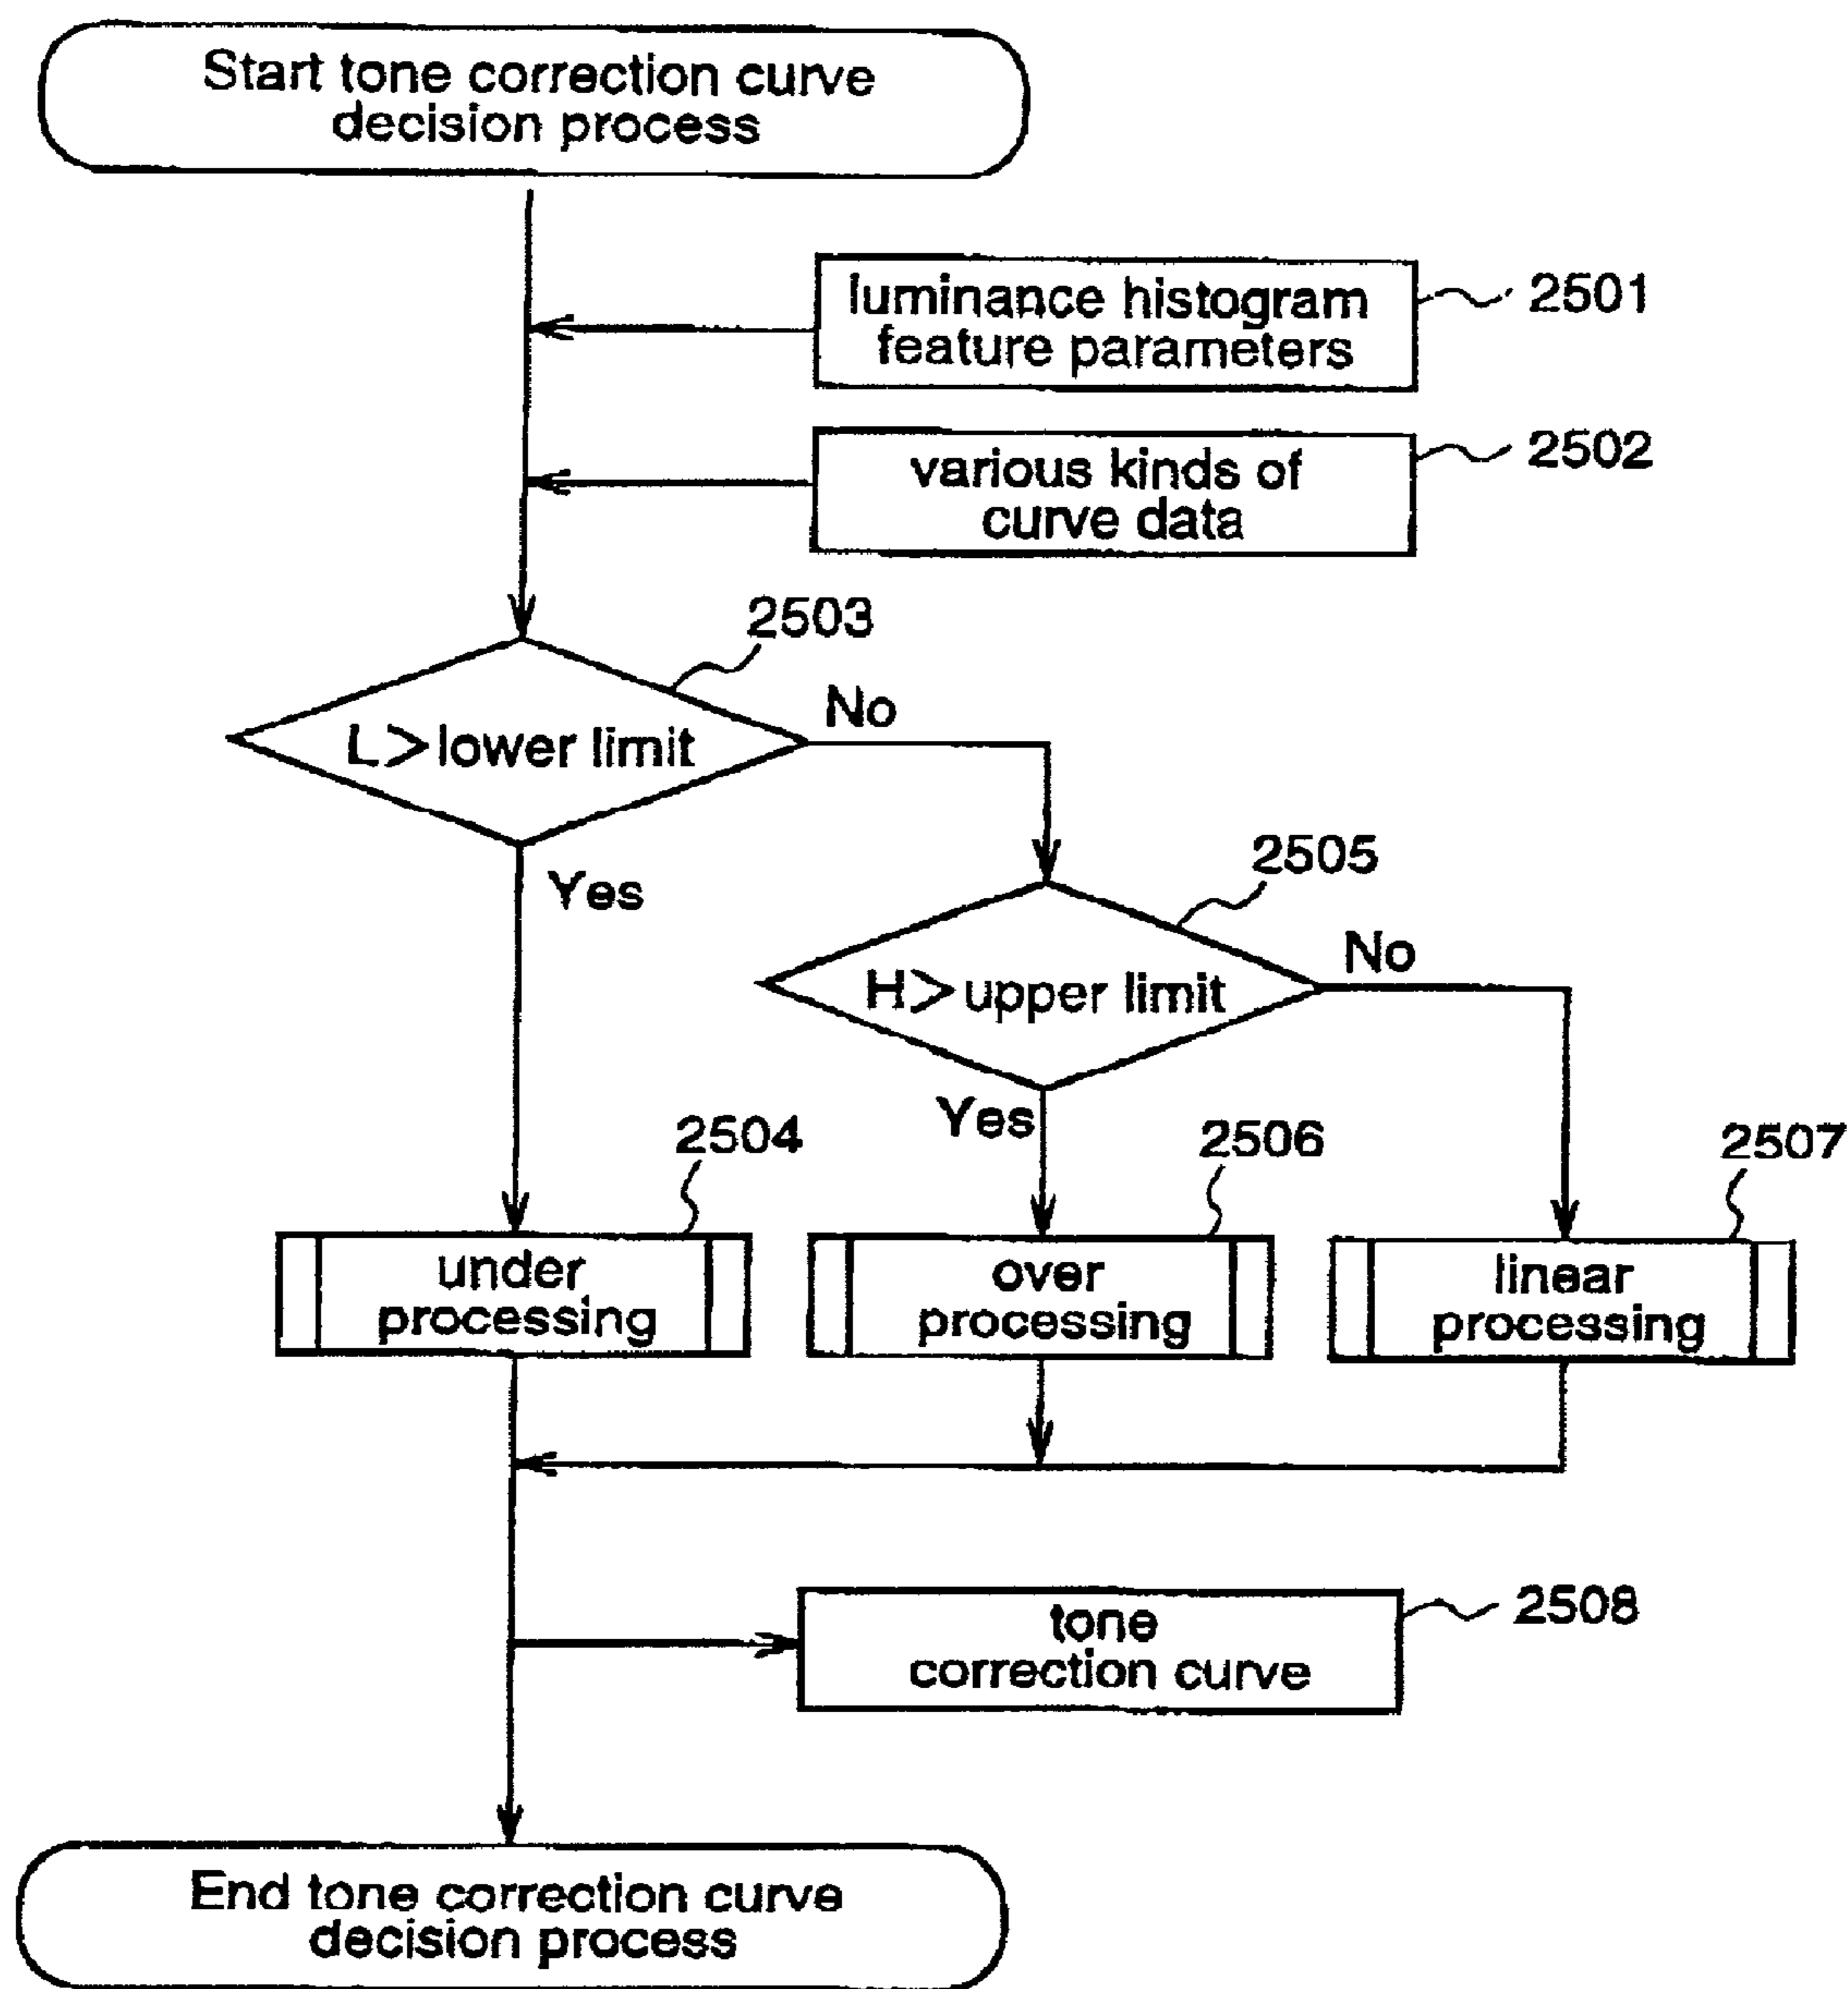 Start tone correction curve
decision process
luminance histogram
feature parameters
2501
various kinds of
curve data
2502
2503
L>lower limit
No
Yes
2505
H>upper limit
No
Yes
2504
under
processing
2506
over
processing
2507
linear
processing
tone
correction curve
2508
End tone correction curve
decision process